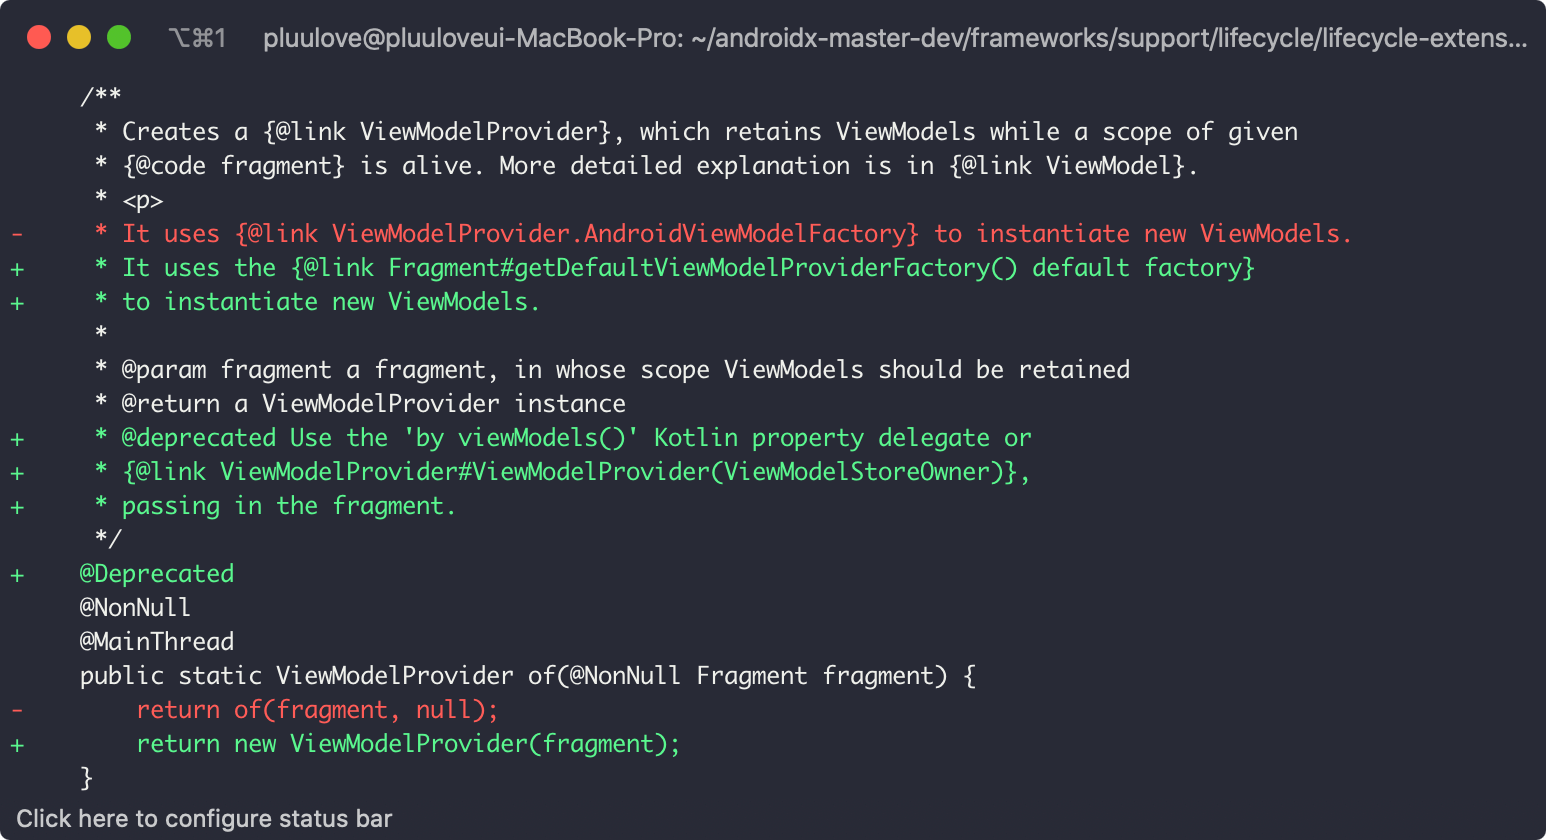 ⌥⌘1 pluulove@pluuloveui-MacBook-Pro: ~/androidx-master-dev/frameworks/support/lifecycle/lifecycle-extens...
/**
* Creates a {@link ViewModelProvider}, which retains ViewModels while a scope of given
* {@code fragment} is alive. More detailed explanation is in {@link ViewModel}.
* <p>
- * It uses {@link ViewModelProvider.AndroidViewModelFactory} to instantiate new ViewModels.
+ * It uses the {@link Fragment#getDefaultViewModelProviderFactory() default factory}
+ * to instantiate new ViewModels.
*
* @param fragment a fragment, in whose scope ViewModels should be retained
* @return a ViewModelProvider instance
+ * @deprecated Use the 'by viewModels()' Kotlin property delegate or
+ * {@link ViewModelProvider#ViewModelProvider(ViewModelStoreOwner)},
+ * passing in the fragment.
*/
+ @Deprecated
@NonNull
@MainThread
public static ViewModelProvider of(@NonNull Fragment fragment) {
- return of(fragment, null);
+ return new ViewModelProvider(fragment);
}
Click here to configure status bar